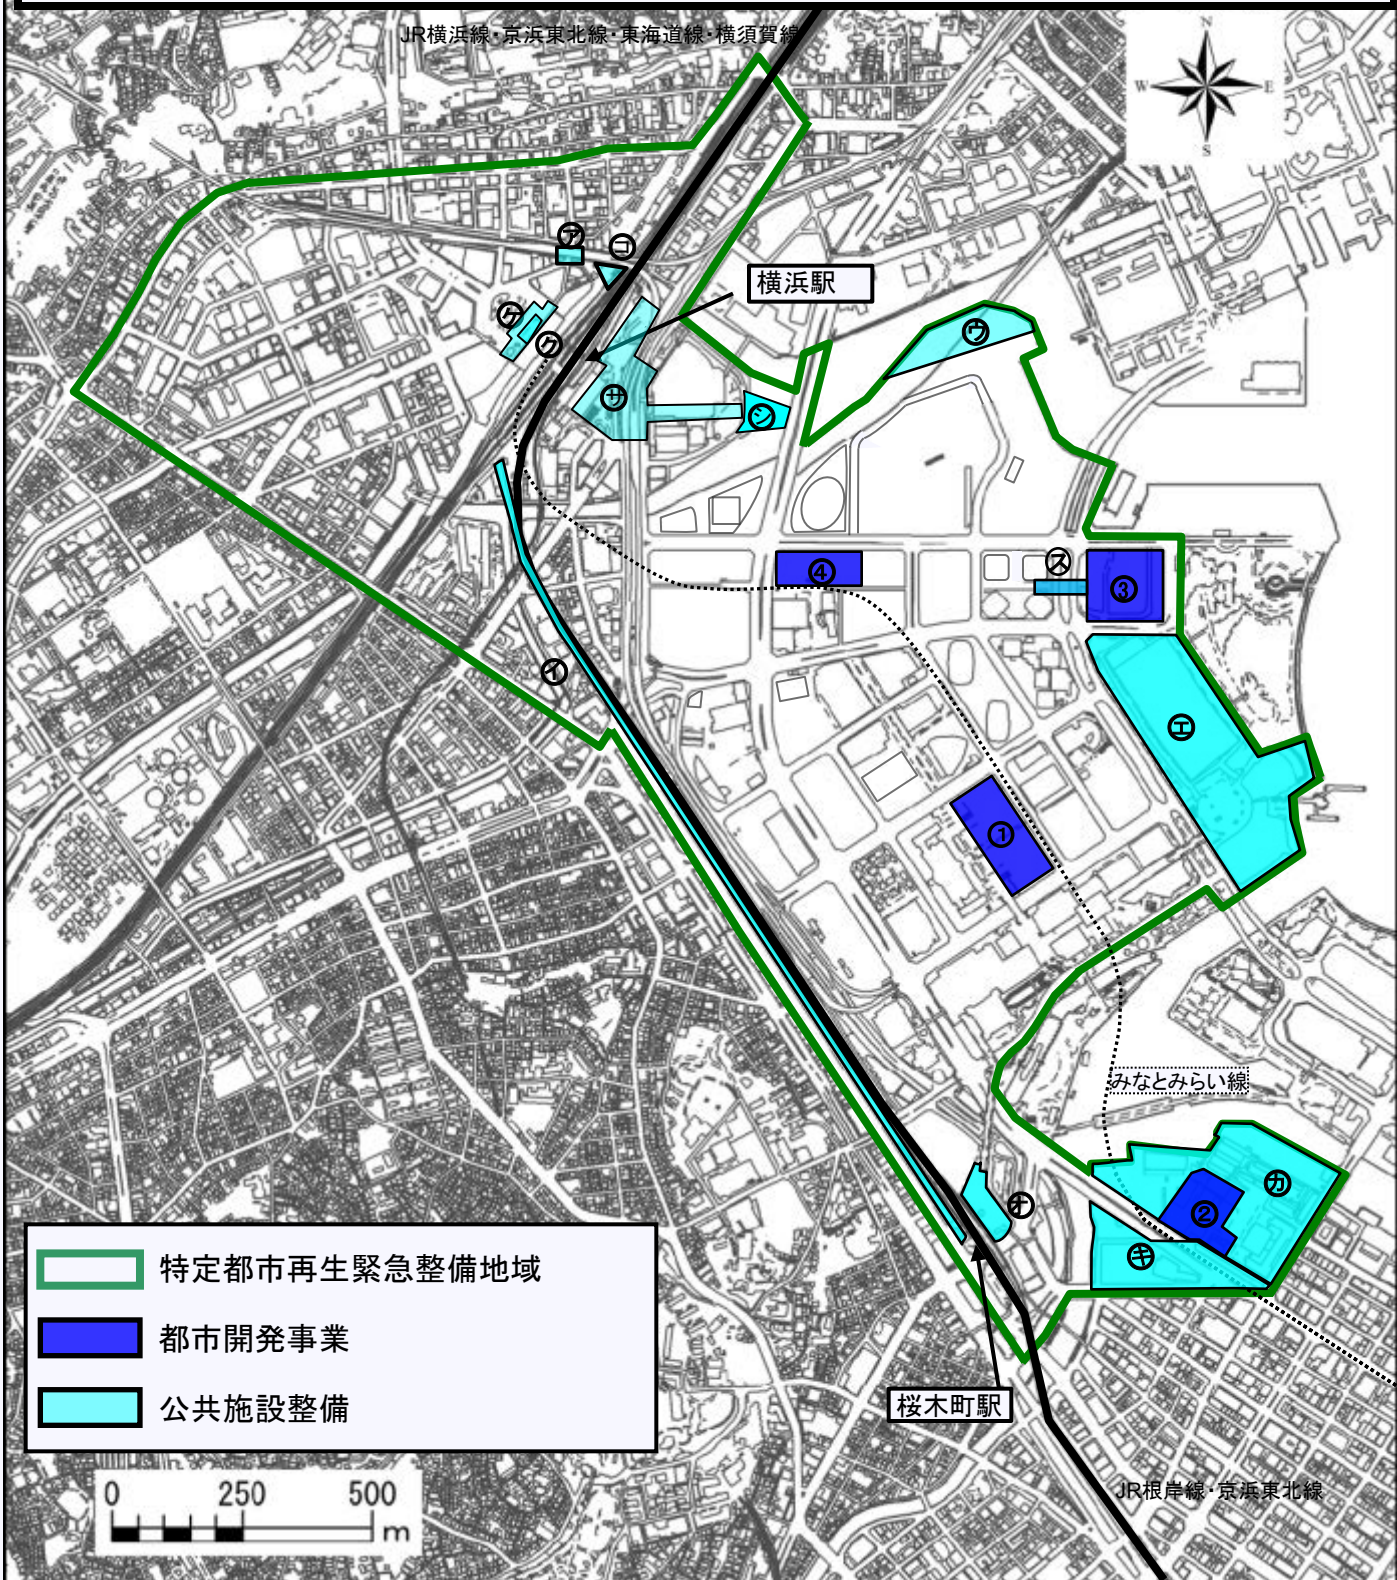 JR横浜線・京浜東北線・東海道線・横須賀線
N
W
E
S
㋐
㋙
横浜駅
㋘
㋗
㋒
㋚
㋛
④
㋜
③
㋑
㋓
①
みなとみらい線
㋕
㋔
②
㋖
特定都市再生緊急整備地域
都市開発事業
公共施設整備
桜木町駅
0 250 500
m
JR根岸線・京浜東北線